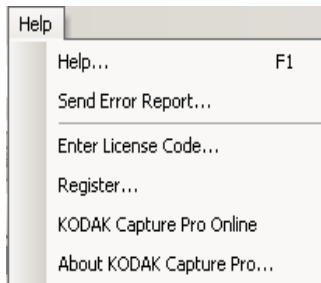 Help
Help... F1
Send Error Report...
Enter License Code...
Register...
KODAK Capture Pro Online
About KODAK Capture Pro...